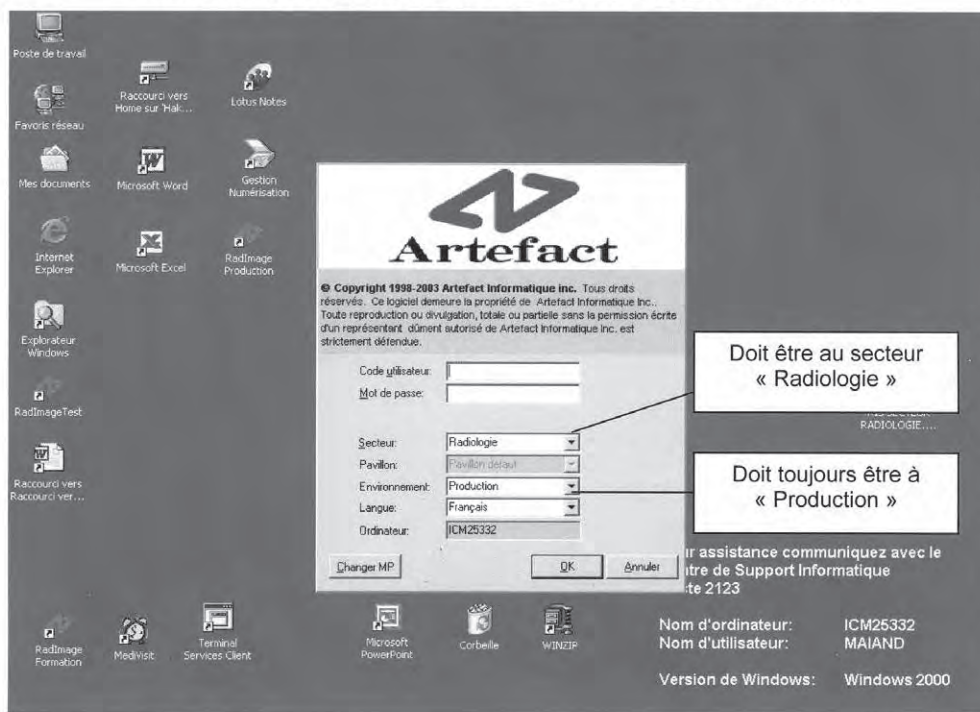 Poste de travail
Raccourci vers
Home sur 'Hal...
Lotus Notes
Favoris réseau
Mes documents
Microsoft Word
Gestion
Numérisation
Internet
Explorer
Microsoft Excel
RadImage
Production
Explorateur
Windows
RadImageTest
Raccourci vers
Raccourci ver...
Artefact
© Copyright 1998-2003 Artefact Informatique inc. Tous droits
réservés. Ce logiciel demeure la propriété de Artefact Informatique Inc..
Toute reproduction ou divulgation, totale ou partielle sans la permission écrite
d'un représentant dûment autorisé de Artefact Informatique Inc. est
strictement défendue.
Code utilisateur:
Mot de passe:
Secteur: Radiologie
Pavillon: Pavillon défaut
Environnement: Production
Langue: Français
Ordinateur: ICM25332
Changer MP
OK
Annuler
Doit être au secteur
« Radiologie »
RADIOLOGIE....
Doit toujours être à
« Production »
assistance communiquez avec le
de Support Informatique
2123
Nom d'ordinateur: ICM25332
Nom d'utilisateur: MAIAND
Version de Windows: Windows 2000
RadImage
Formation
MediVisit
Terminal
Services Client
Microsoft
PowerPoint
Corbeille
WINZIP